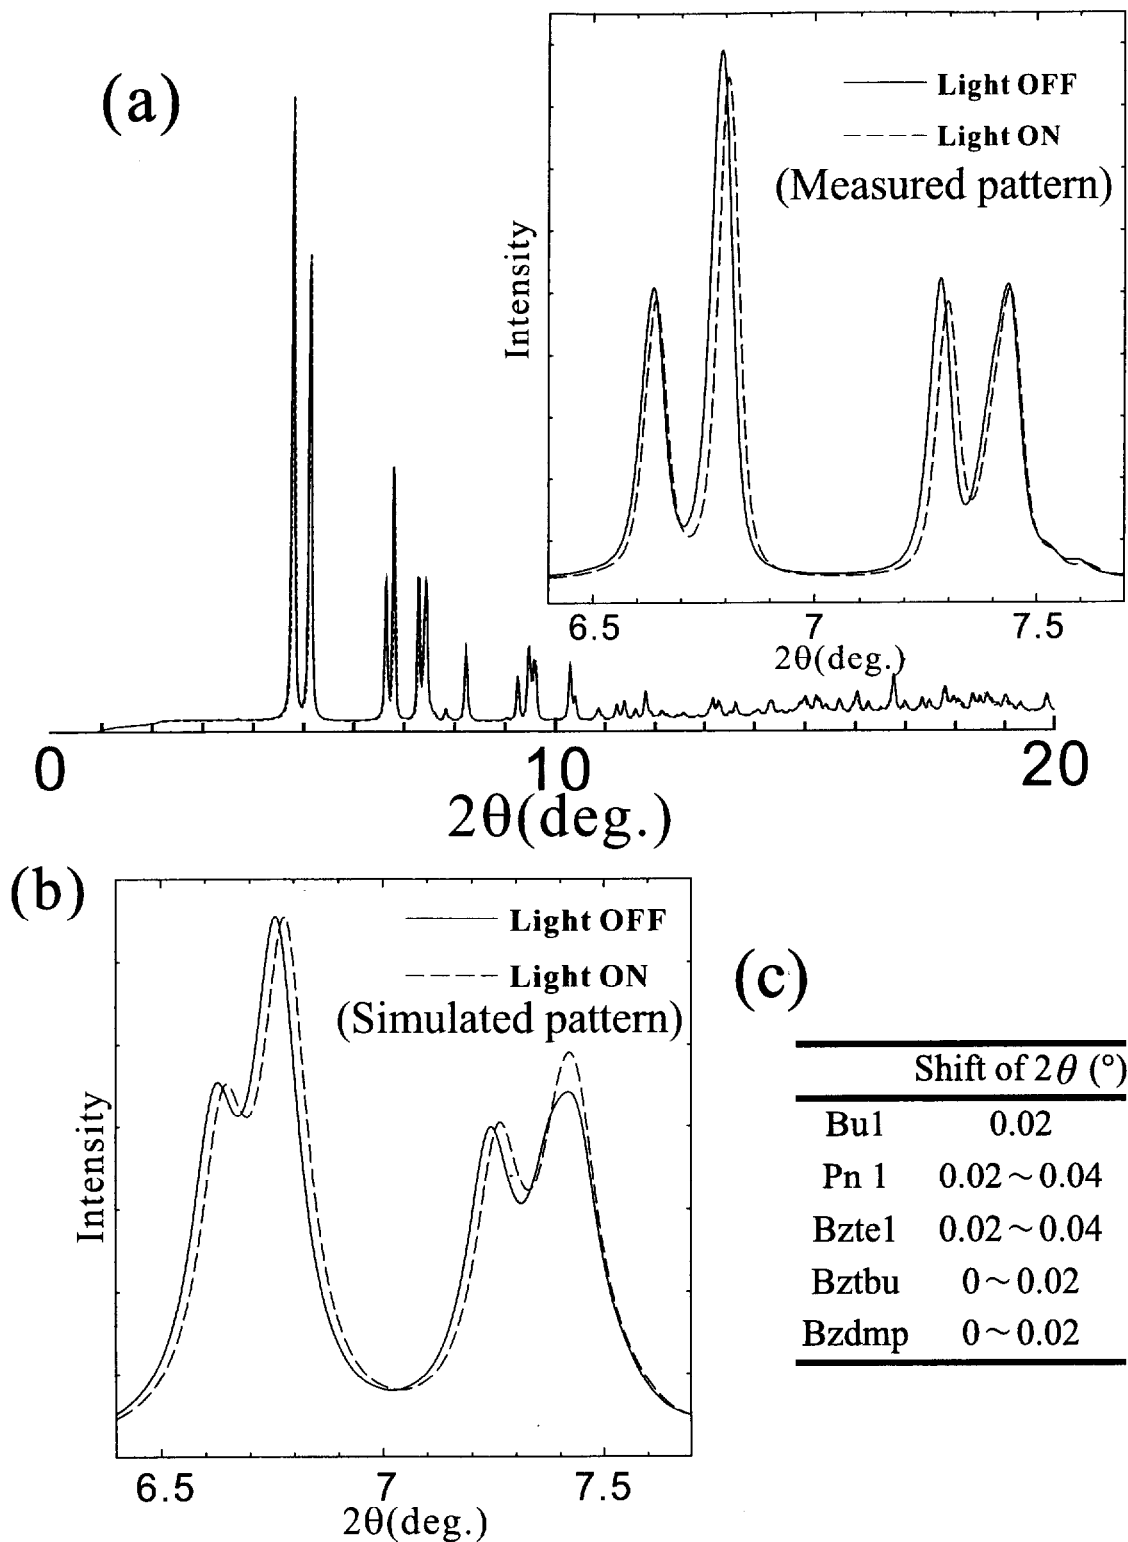 (a)
Light OFF
Light ON
(Measured pattern)
Intensity
6.5 7 7.5
2θ(deg.)
0 10 20
2θ(deg.)
(b)
Light OFF
Light ON
(Simulated pattern)
Intensity
6.5 7 7.5
2θ(deg.)
(c)
Shift of 2θ (°)
Bu1 0.02
Pn 1 0.02~0.04
Bzte1 0.02~0.04
Bztbu 0~0.02
Bzdmp 0~0.02